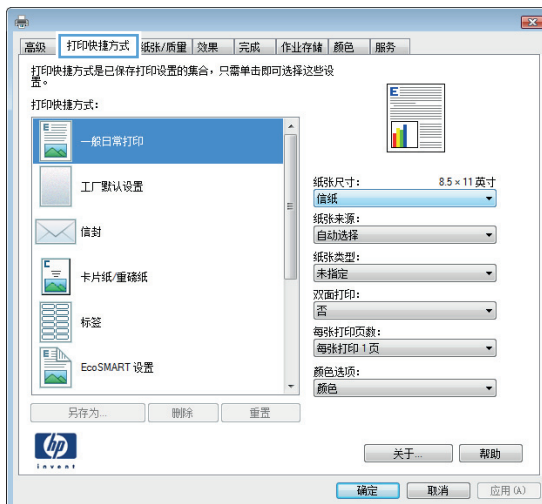 高级 打印快捷方式 纸张/质量 效果 完成 作业存储 颜色 服务
打印快捷方式是已保存打印设置的集合，只需单击即可选择这些设
置。
打印快捷方式：
一般日常打印
工厂默认设置
信封
卡片纸/重磅纸
标签
EcoSMART 设置
另存为... 删除 重置
E
纸张尺寸： 8.5 × 11 英寸
信纸
纸张来源：
自动选择
纸张类型：
未指定
双面打印：
否
每张打印页数：
每张打印 1 页
颜色选项：
颜色
hp
invent
关于... 帮助
确定 取消 应用 (A)